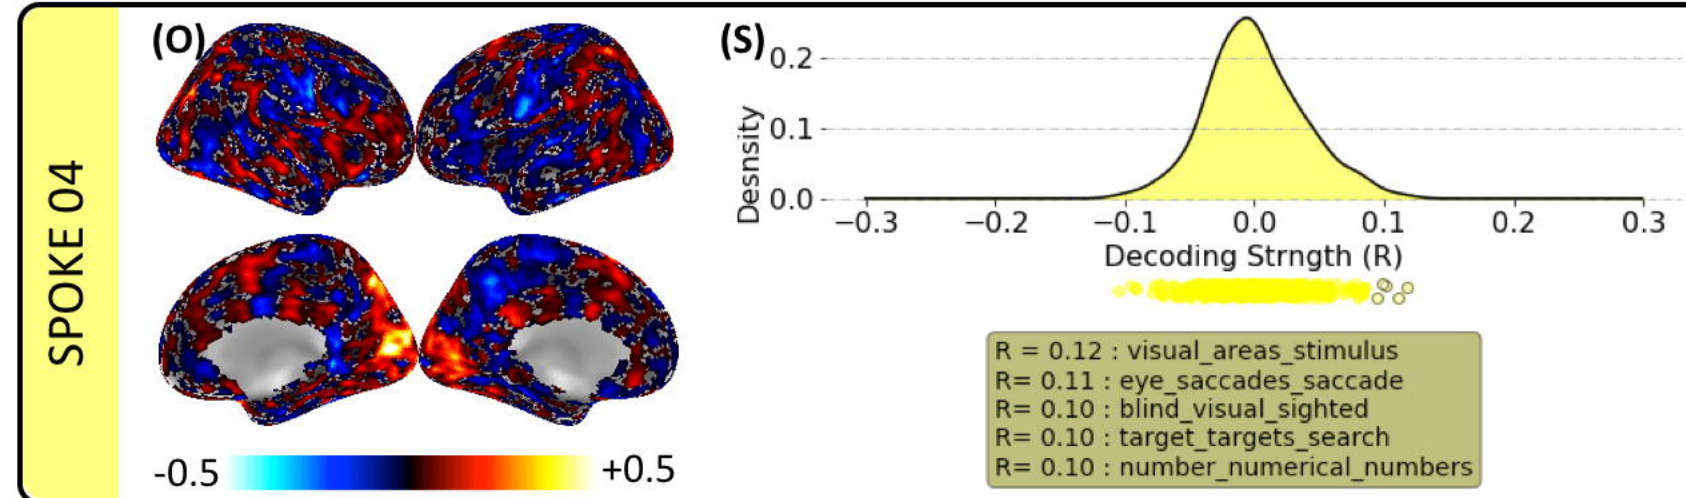 SPOKE 04
(O)
-0.5 +0.5
(S)
Desnsity
0.2
0.1
0.0
−0.3 −0.2 −0.1 0.0 0.1 0.2 0.3
Decoding Strngth (R)
R = 0.12 : visual_areas_stimulus
R= 0.11 : eye_saccades_saccade
R= 0.10 : blind_visual_sighted
R= 0.10 : target_targets_search
R= 0.10 : number_numerical_numbers